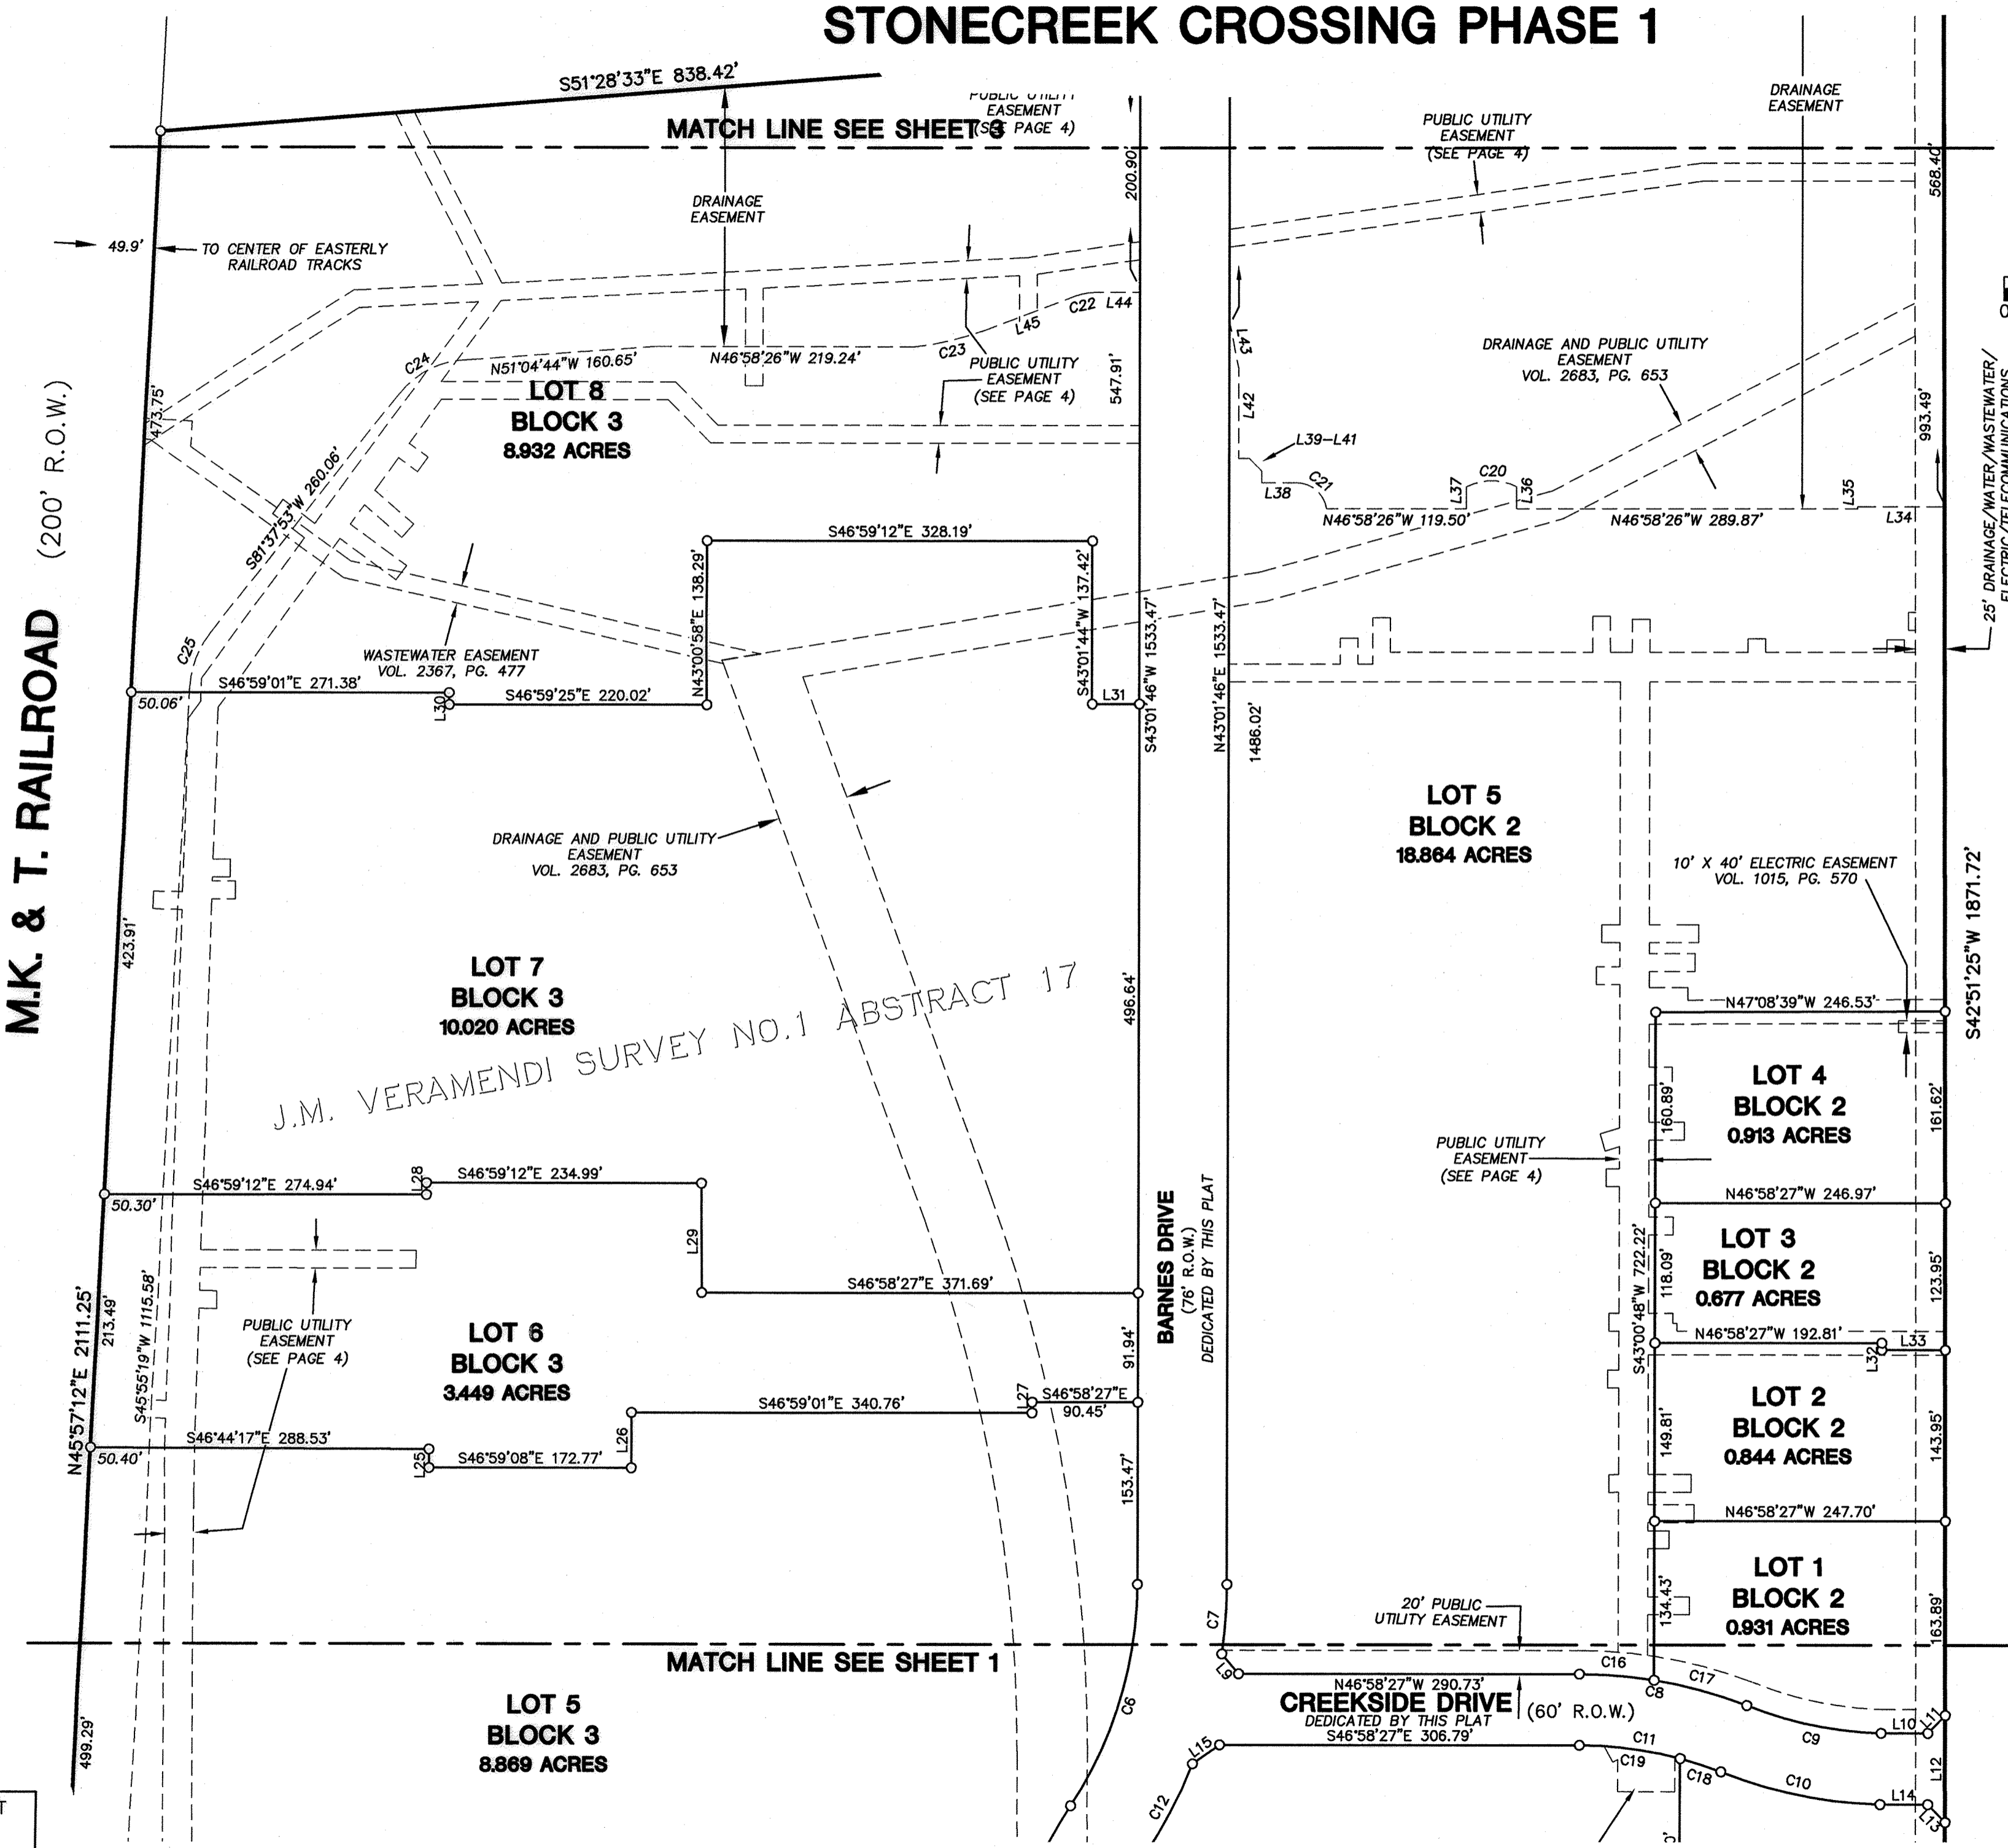 STONECREEK CROSSING PHASE 1
S51°28'33"E 838.42'
PUBLIC UTILITY
EASEMENT
(SEE PAGE 4)
MATCH LINE SEE SHEET 3
DRAINAGE
EASEMENT
PUBLIC UTILITY
EASEMENT
(SEE PAGE 4)
200.90'
568.40'
DRAINAGE
EASEMENT
49.9'
TO CENTER OF EASTERLY
RAILROAD TRACKS
C22
L44
L45
C23
C24
N51°04'44"W 160.65'
N46°58'26"W 219.24'
PUBLIC UTILITY
EASEMENT
(SEE PAGE 4)
547.91'
L43
L42
DRAINAGE AND PUBLIC UTILITY
EASEMENT
VOL. 2683, PG. 653
993.49'
473.75'
LOT 8
BLOCK 3
8.932 ACRES
L39-L41
L38
C21
L37
C20
L36
L35
L34
N46°58'26"W 119.50'
N46°58'26"W 289.87'
M.K. & T. RAILROAD
(200' R.O.W.)
S81°37'53"W 260.06'
S46°59'12"E 328.19'
N43°00'58"E 138.29'
S43°01'44"W 137.42'
25' DRAINAGE/WATER/WASTEWATER/
ELECTRIC/TELECOMMUNICATIONS
C25
WASTEWATER EASEMENT
VOL. 2367, PG. 477
S46°59'01"E 271.38'
50.06'
L30
S46°59'25"E 220.02'
L31
S43°01'46"W 1533.47'
N43°01'46"E 1533.47'
1486.02'
LOT 5
BLOCK 2
18.864 ACRES
DRAINAGE AND PUBLIC UTILITY
EASEMENT
VOL. 2683, PG. 653
10' X 40' ELECTRIC EASEMENT
VOL. 1015, PG. 570
S42°51'25"W 1871.72'
423.91'
LOT 7
BLOCK 3
10.020 ACRES
J.M. VERAMENDI SURVEY NO.1 ABSTRACT 17
496.64'
N47°08'39"W 246.53'
LOT 4
BLOCK 2
0.913 ACRES
160.89'
161.62'
PUBLIC UTILITY
EASEMENT
(SEE PAGE 4)
S46°59'12"E 274.94'
50.30'
L28
S46°59'12"E 234.99'
L29
N46°58'27"W 246.97'
BARNES DRIVE
(76' R.O.W.)
DEDICATED BY THIS PLAT
S43°00'48"W 722.22'
118.09'
LOT 3
BLOCK 2
0.677 ACRES
123.95'
S46°58'27"E 371.69'
N45°57'12"E 2111.25'
213.49'
S45°55'19"W 1115.58'
PUBLIC UTILITY
EASEMENT
(SEE PAGE 4)
LOT 6
BLOCK 3
3.449 ACRES
91.94'
N46°58'27"W 192.81'
L33
L32
L27
S46°58'27"E
90.45'
S46°59'01"E 340.76'
LOT 2
BLOCK 2
0.844 ACRES
149.81'
143.95'
S46°44'17"E 288.53'
50.40'
L25
S46°59'08"E 172.77'
L26
153.47'
N46°58'27"W 247.70'
LOT 1
BLOCK 2
0.931 ACRES
134.43'
163.89'
20' PUBLIC
UTILITY EASEMENT
C7
MATCH LINE SEE SHEET 1
L9
N46°58'27"W 290.73'
C16
C8
C17
CREEKSIDE DRIVE
(60' R.O.W.)
DEDICATED BY THIS PLAT
S46°58'27"E 306.79'
C6
LOT 5
BLOCK 3
8.869 ACRES
499.29'
L15
C12
C11
C19
C18
C9
C10
L10
L11
L12
L14
L13